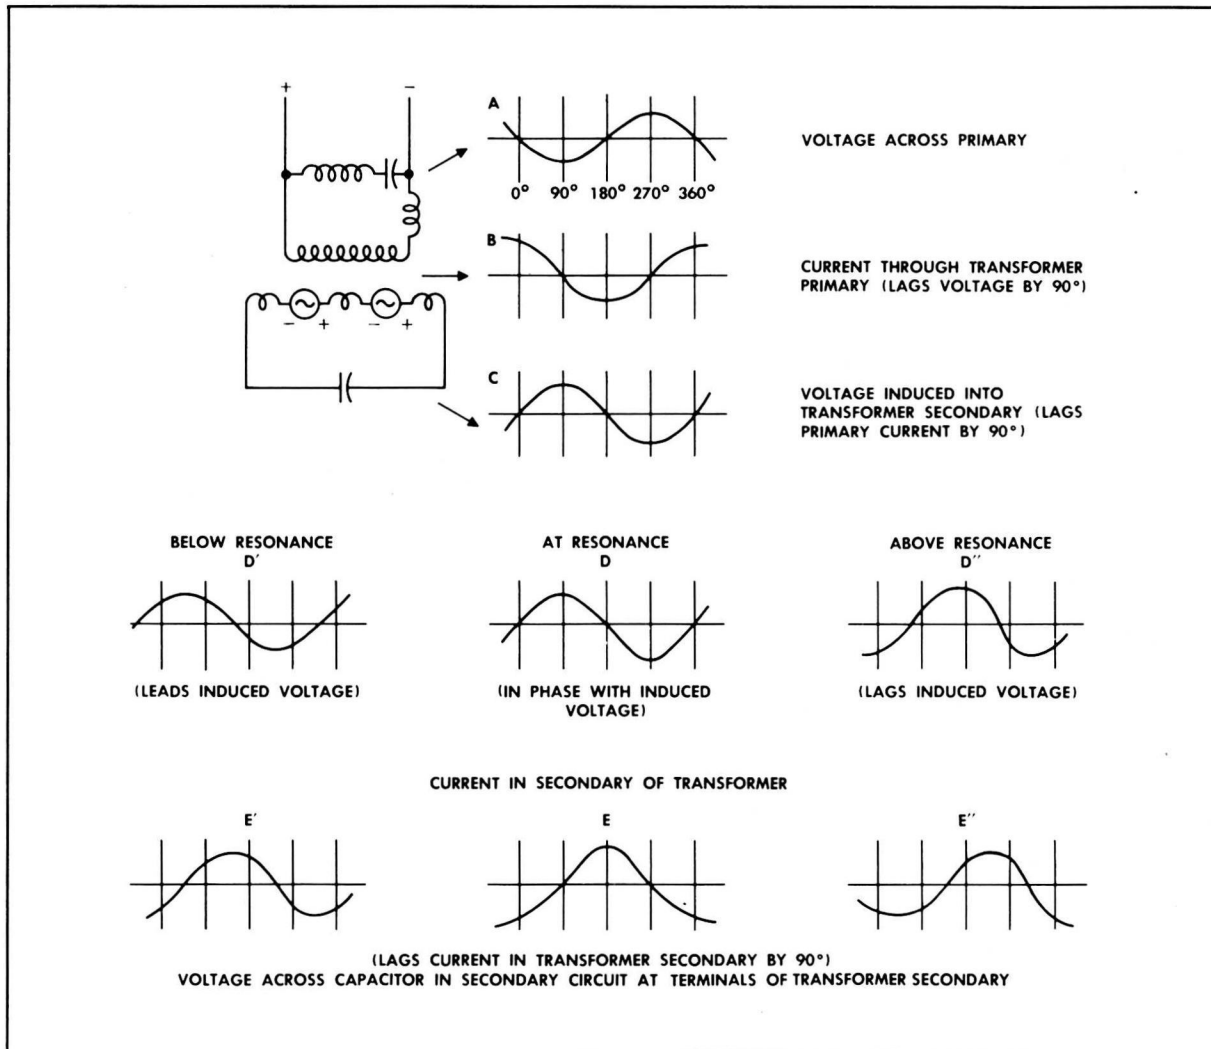 + -
A
VOLTAGE ACROSS PRIMARY
0° 90° 180° 270° 360°
B
CURRENT THROUGH TRANSFORMER
PRIMARY (LAGS VOLTAGE BY 90°)
- + - +
C
VOLTAGE INDUCED INTO
TRANSFORMER SECONDARY (LAGS
PRIMARY CURRENT BY 90°)
BELOW RESONANCE
D′
(LEADS INDUCED VOLTAGE)
AT RESONANCE
D
(IN PHASE WITH INDUCED
VOLTAGE)
ABOVE RESONANCE
D″
(LAGS INDUCED VOLTAGE)
CURRENT IN SECONDARY OF TRANSFORMER
E′
E
E″
(LAGS CURRENT IN TRANSFORMER SECONDARY BY 90°)
VOLTAGE ACROSS CAPACITOR IN SECONDARY CIRCUIT AT TERMINALS OF TRANSFORMER SECONDARY